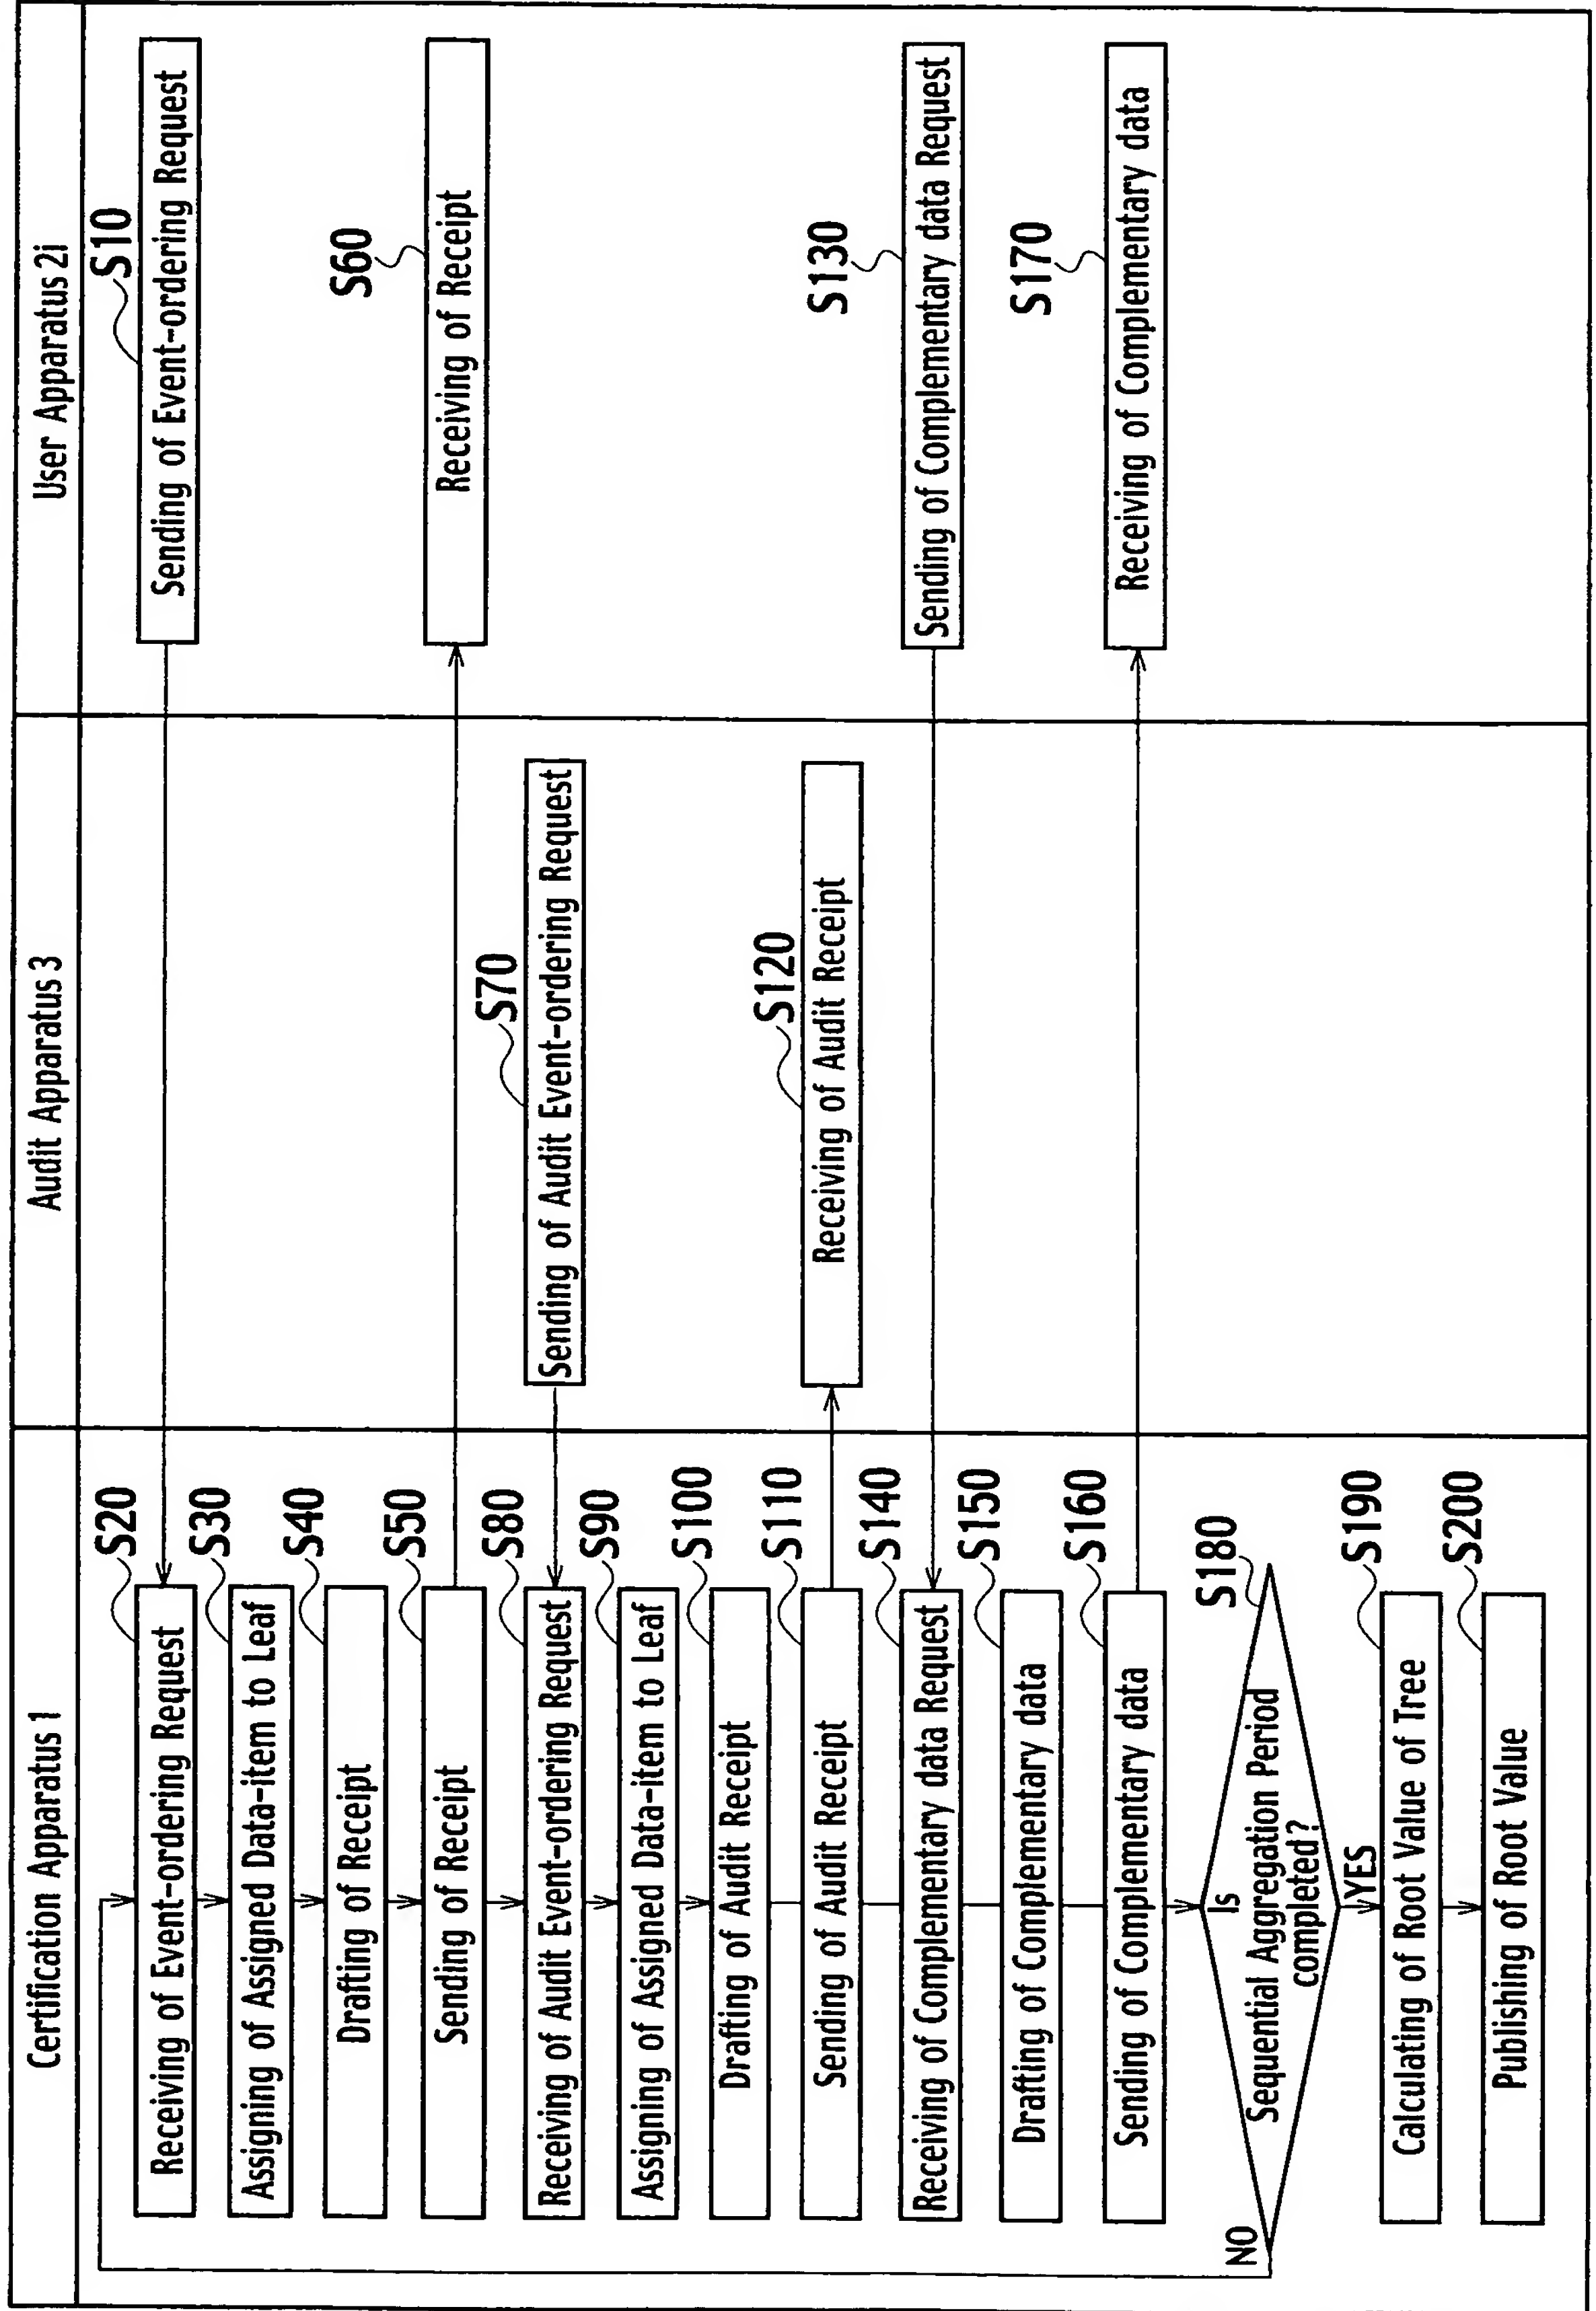 Certification Apparatus 1
Audit Apparatus 3
User Apparatus 2i
S10
Sending of Event-ordering Request
S20
Receiving of Event-ordering Request
S30
Assigning of Assigned Data-item to Leaf
S40
Drafting of Receipt
S50
Sending of Receipt
S60
Receiving of Receipt
S70
Sending of Audit Event-ordering Request
S80
Receiving of Audit Event-ordering Request
S90
Assigning of Assigned Data-item to Leaf
S100
Drafting of Audit Receipt
S110
Sending of Audit Receipt
S120
Receiving of Audit Receipt
S130
Sending of Complementary data Request
S140
Receiving of Complementary data Request
S150
Drafting of Complementary data
S160
Sending of Complementary data
S170
Receiving of Complementary data
S180
Is
Sequential Aggregation Period
completed?
NO
YES
S190
Calculating of Root Value of Tree
S200
Publishing of Root Value